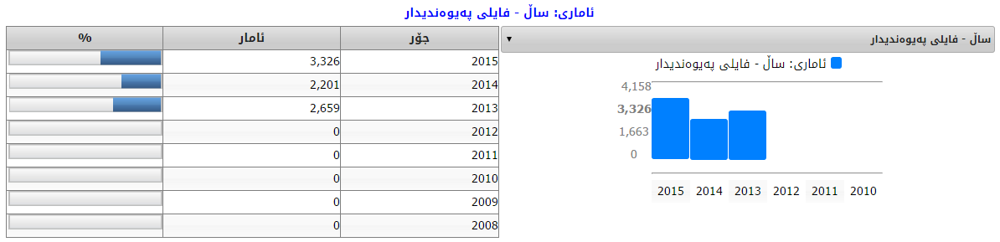 ئاماری: ساڵ - فایلی پەیوەندیدار
ساڵ - فایلی پەیوەندیدار ▼
ئاماری: ساڵ - فایلی پەیوەندیدار
4,158
3,326
1,663
0
2015 2014 2013 2012 2011 2010
جۆر ئامار %
2015 3,326
2014 2,201
2013 2,659
2012 0
2011 0
2010 0
2009 0
2008 0